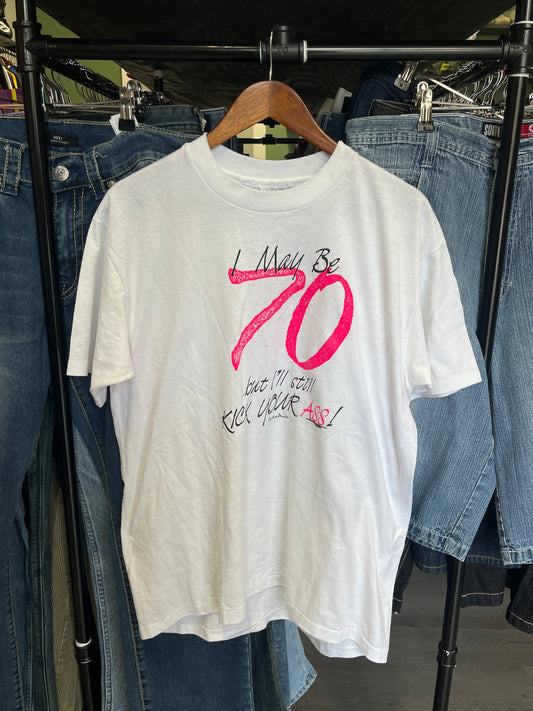 I May Be
70
..but I'll still
KICK YOUR ASS!